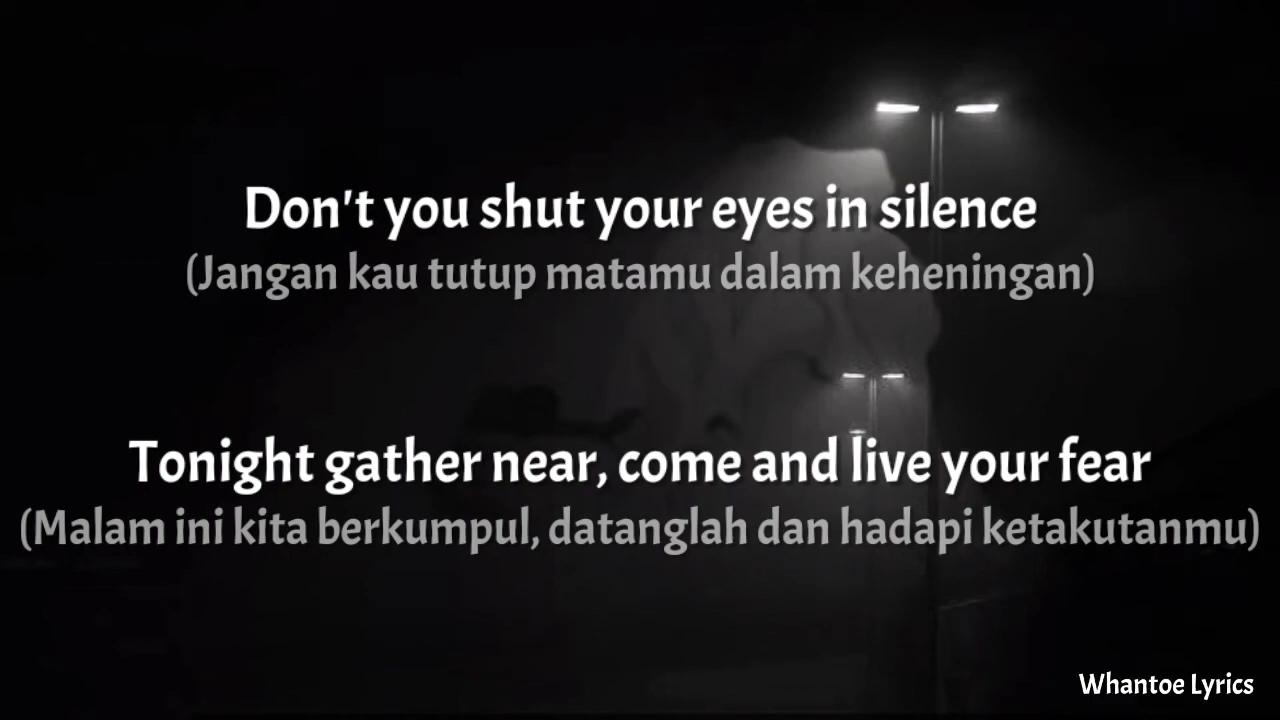 Don't you shut your eyes in silence
(Jangan kau tutup matamu dalam keheningan)
Tonight gather near, come and live your fear
(Malam ini kita berkumpul, datanglah dan hadapi ketakutanmu)
Whantoe Lyrics